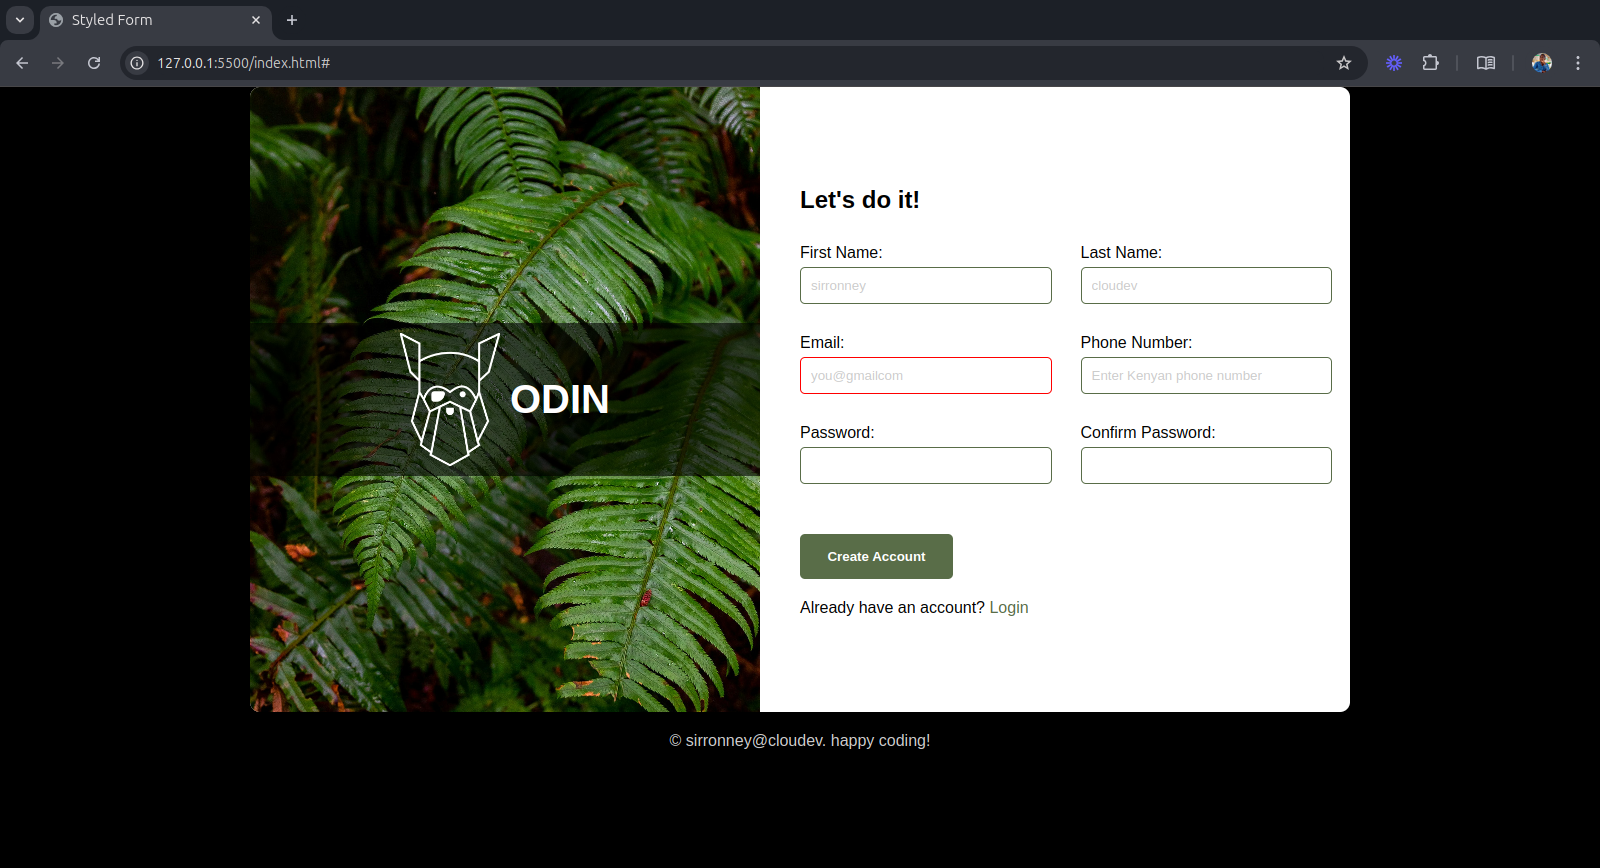 Styled Form
127.0.0.1:5500/index.html#
ODIN
Let's do it!
First Name:
Last Name:
sirronney
cloudev
Email:
Phone Number:
you@gmailcom
Enter Kenyan phone number
Password:
Confirm Password:
Create Account
Already have an account? Login
© sirronney@cloudev. happy coding!